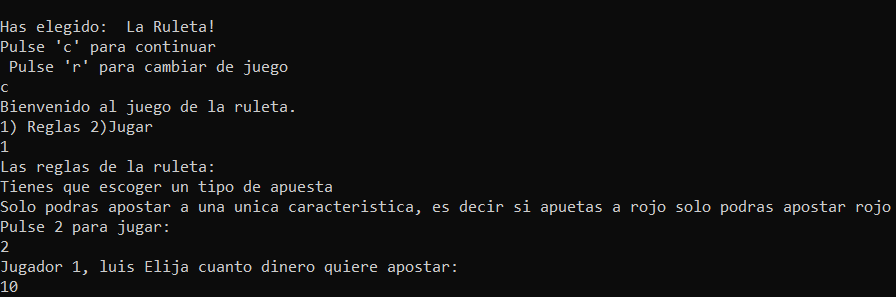 Has elegido:  La Ruleta!
Pulse 'c' para continuar
 Pulse 'r' para cambiar de juego
c
Bienvenido al juego de la ruleta.
1) Reglas 2)Jugar
1
Las reglas de la ruleta:
Tienes que escoger un tipo de apuesta
Solo podras apostar a una unica caracteristica, es decir si apuetas a rojo solo podras apostar rojo
Pulse 2 para jugar:
2
Jugador 1, luis Elija cuanto dinero quiere apostar:
10